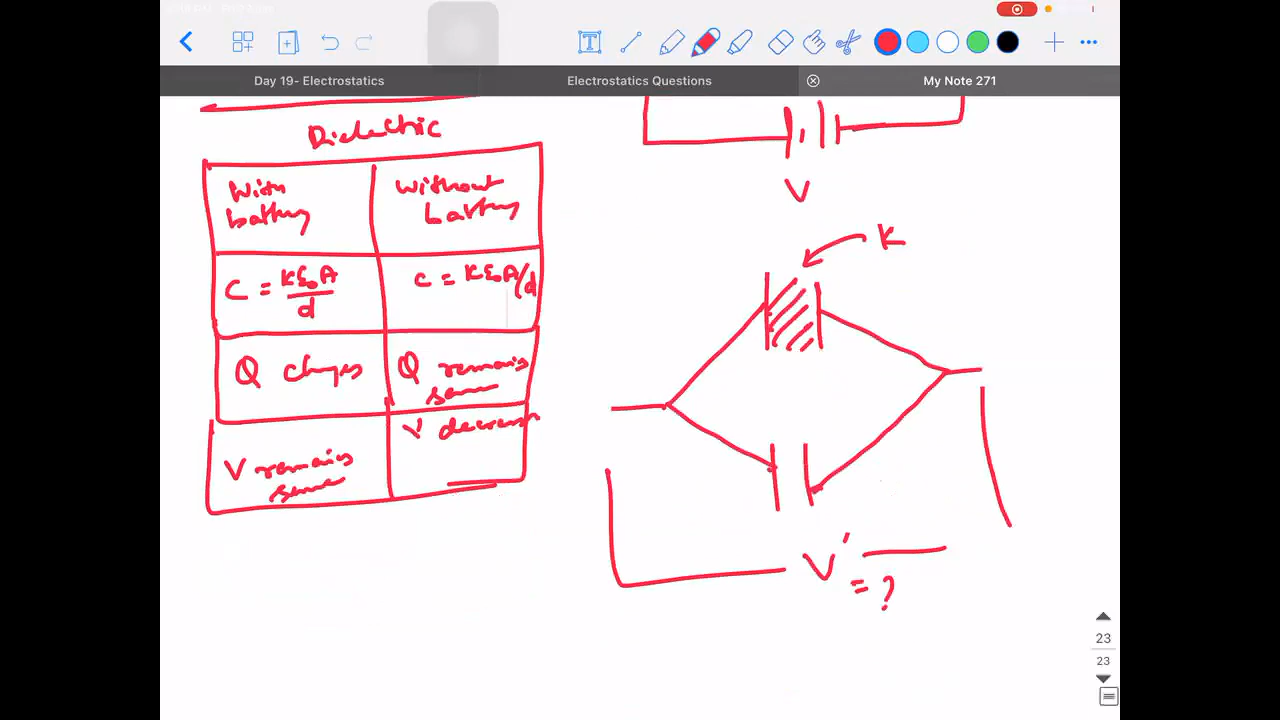 Day 19- Electrostatics
Electrostatics Questions
My Note 271
Dielectric
With battery
Without battery
C = Kε₀A/d
C = Kε₀A/d
Q changes
Q remains same
V remains same
V decreases
V
K
V' = ?
23
23